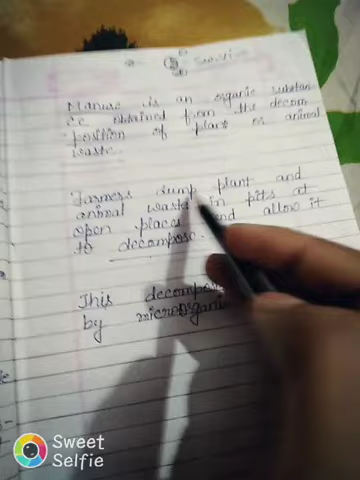 Manure is an organic substan-
ce obtained from the decom
position of plant or animal
waste.
Farmers dump plant and
animal waste in pits at
open places and allow it
to decompose.
This
by
Sweet
Selfie